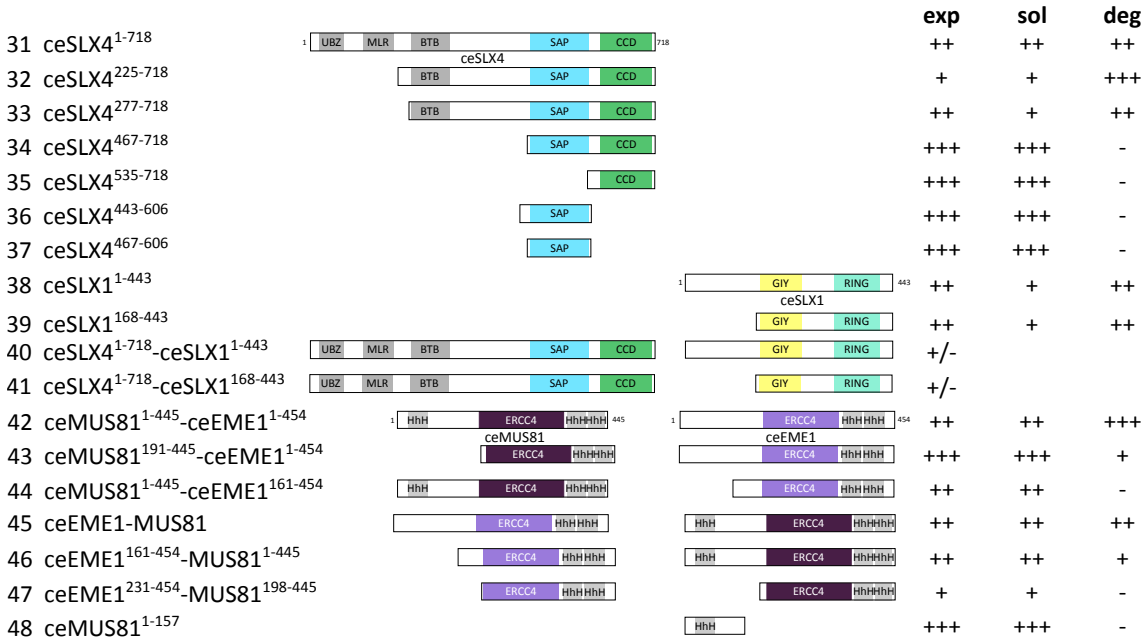 exp sol deg
31 ceSLX4^1-718 1 UBZ MLR BTB SAP CCD 718 ++ ++ ++
ceSLX4
32 ceSLX4^225-718 BTB SAP CCD + + +++
33 ceSLX4^277-718 BTB SAP CCD ++ + ++
34 ceSLX4^467-718 SAP CCD +++ +++ -
35 ceSLX4^535-718 CCD +++ +++ -
36 ceSLX4^443-606 SAP +++ +++ -
37 ceSLX4^467-606 SAP +++ +++ -
38 ceSLX1^1-443 1 GIY RING 443 ++ + ++
ceSLX1
39 ceSLX1^168-443 GIY RING ++ + ++
40 ceSLX4^1-718-ceSLX1^1-443 UBZ MLR BTB SAP CCD GIY RING +/-
41 ceSLX4^1-718-ceSLX1^168-443 UBZ MLR BTB SAP CCD GIY RING +/-
42 ceMUS81^1-445-ceEME1^1-454 1 HhH ERCC4 HhHHhH 445 1 ERCC4 HhHHhH 454 ++ ++ +++
ceMUS81 ceEME1
43 ceMUS81^191-445-ceEME1^1-454 ERCC4 HhHHhH ERCC4 HhHHhH +++ +++ +
44 ceMUS81^1-445-ceEME1^161-454 HhH ERCC4 HhHHhH ERCC4 HhHHhH ++ ++ -
45 ceEME1-MUS81 ERCC4 HhHHhH HhH ERCC4 HhHHhH ++ ++ ++
46 ceEME1^161-454-MUS81^1-445 ERCC4 HhHHhH HhH ERCC4 HhHHhH ++ ++ +
47 ceEME1^231-454-MUS81^198-445 ERCC4 HhHHhH ERCC4 HhHHhH + + -
48 ceMUS81^1-157 HhH +++ +++ -